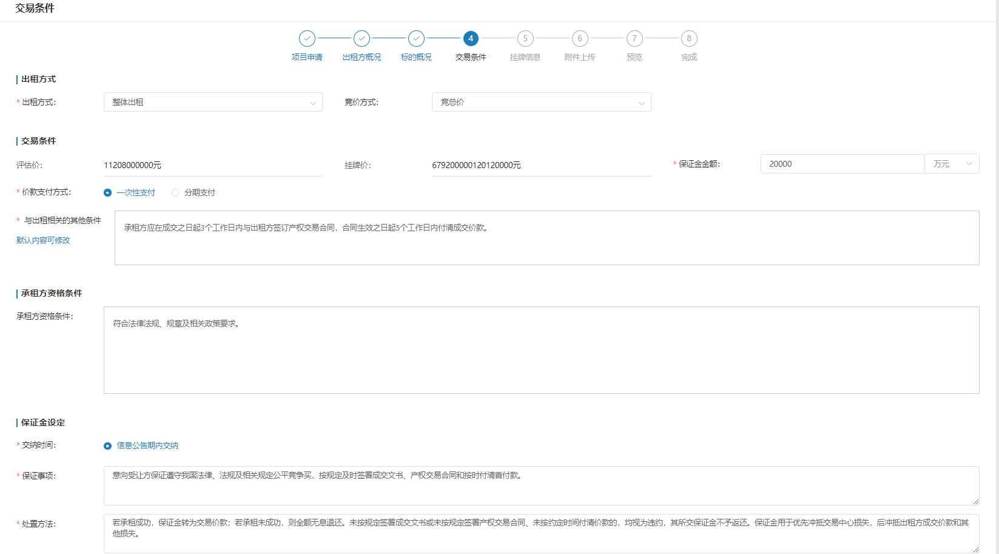 交易条件
4 5 6 7 8
项目申请 出租方概况 标的概况 交易条件 挂牌信息 附件上传 预览 完成
出租方式
* 出租方式: 整体出租 竞价方式: 竞总价
交易条件
评估价: 11208000000元 挂牌价: 679200000120120000元 * 保证金金额: 20000 万元
* 价款支付方式: 一次性支付 分期支付
* 与出租相关的其他条件 承租方应在成交之日起3个工作日内与出租方签订产权交易合同，合同生效之日起5个工作日内付清成交价款。
默认内容可修改
承租方资格条件
承租方资格条件: 符合法律法规、规章及相关政策要求。
保证金设定
* 交纳时间: 信息公告期内交纳
* 保证事项: 意向受让方保证遵守我国法律、法规及相关规定公平竞争买，按规定及时签署成交文书、产权交易合同和按时付清首付款。
* 处置方法: 若承租成功，保证金转为交易价款；若承租未成功，则全额无息退还。未按规定签署成交文书或未按规定签署产权交易合同、未按约定时间付清价款的，均视为违约，其所交保证金不予返还。保证金用于优先冲抵交易中心损失，后冲抵出租方成交价款和其
他损失。